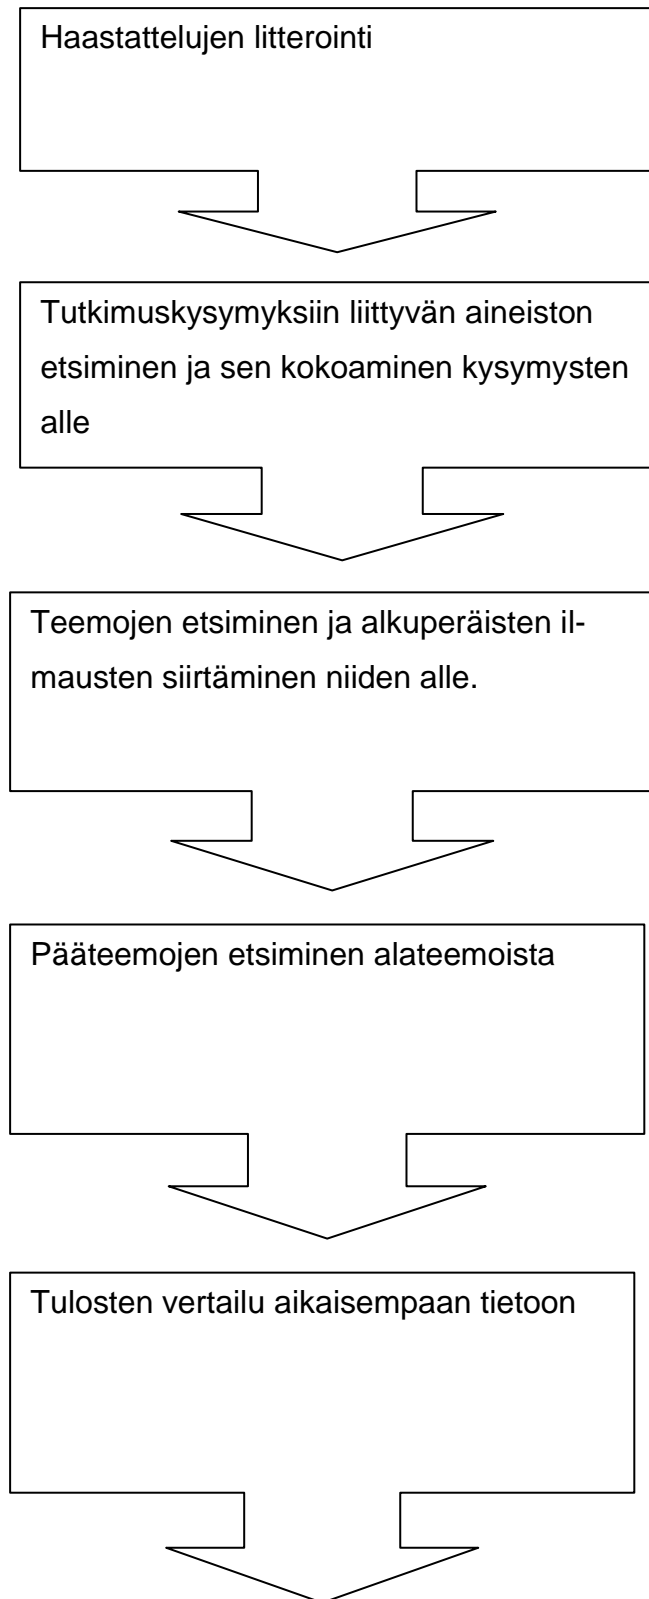 Haastattelujen litterointi
Tutkimuskysymyksiin liittyvän aineiston
etsiminen ja sen kokoaminen kysymysten
alle
Teemojen etsiminen ja alkuperäisten il-
mausten siirtäminen niiden alle.
Pääteemojen etsiminen alateemoista
Tulosten vertailu aikaisempaan tietoon